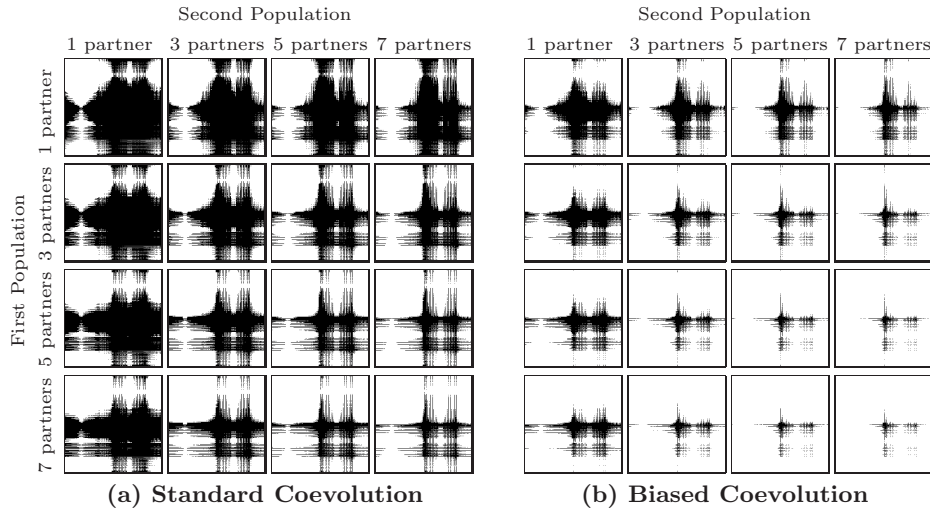 Second Population
1 partner 3 partners 5 partners 7 partners
First Population
1 partner
3 partners
5 partners
7 partners
(a) Standard Coevolution
Second Population
1 partner 3 partners 5 partners 7 partners
(b) Biased Coevolution